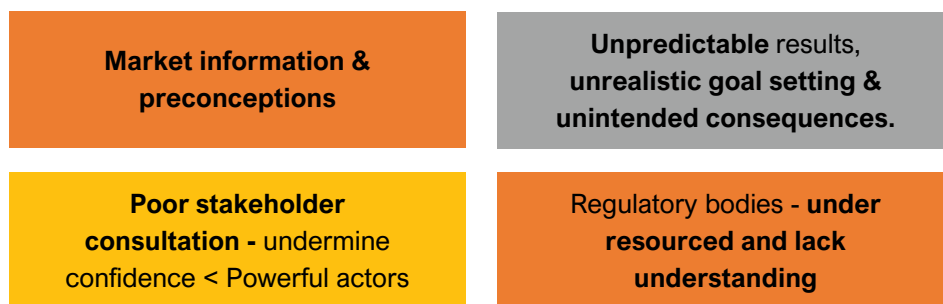 Market information &
preconceptions
Unpredictable results,
unrealistic goal setting &
unintended consequences.
Poor stakeholder
consultation - undermine
confidence < Powerful actors
Regulatory bodies - under
resourced and lack
understanding